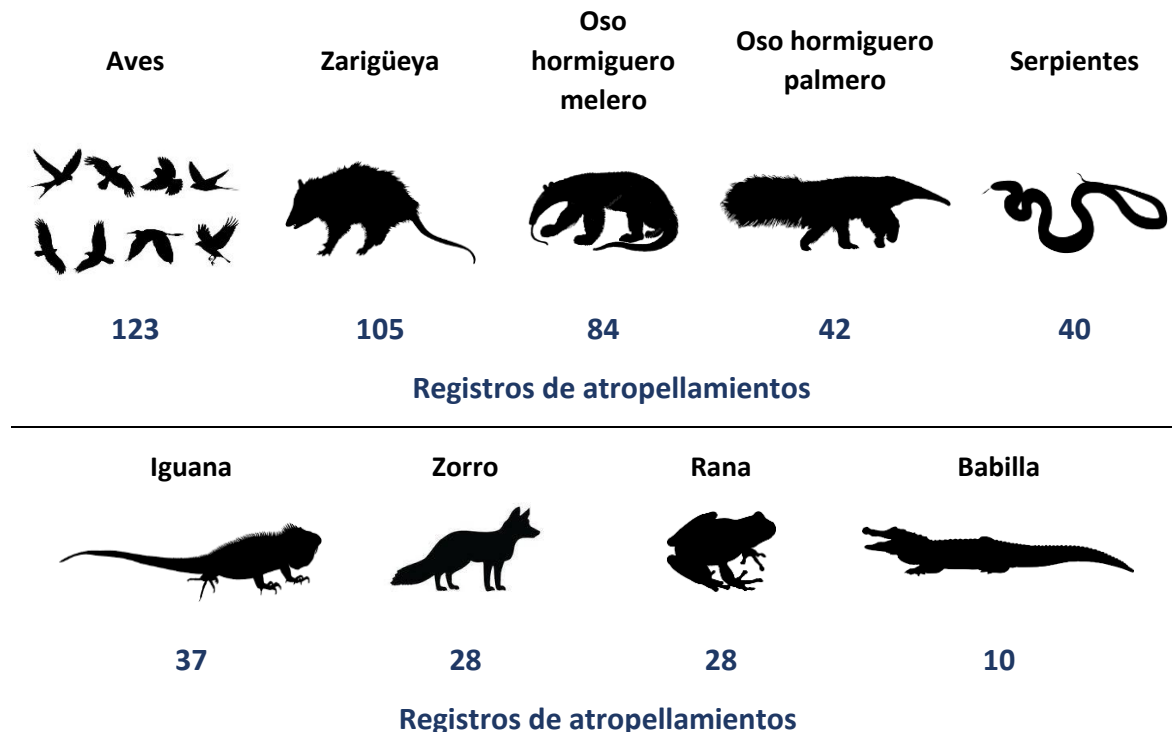 Aves
Zarigüeya
Oso
hormiguero
melero
Oso hormiguero
palmero
Serpientes
123
105
84
42
40
Registros de atropellamientos
Iguana
Zorro
Rana
Babilla
37
28
28
10
Registros de atropellamientos